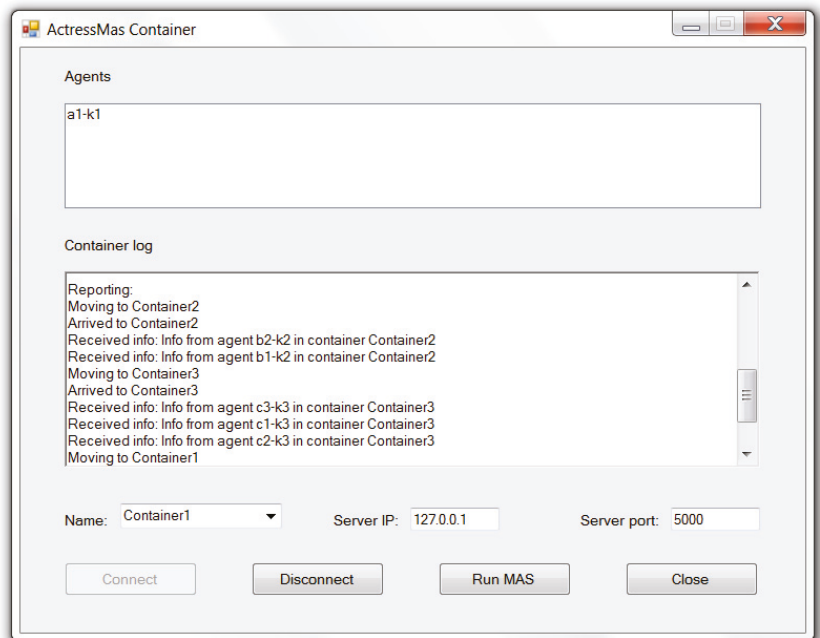 ActressMas Container
Agents
a1-k1
Container log
Reporting:
Moving to Container2
Arrived to Container2
Received info: Info from agent b2-k2 in container Container2
Received info: Info from agent b1-k2 in container Container2
Moving to Container3
Arrived to Container3
Received info: Info from agent c3-k3 in container Container3
Received info: Info from agent c1-k3 in container Container3
Received info: Info from agent c2-k3 in container Container3
Moving to Container1
Name: Container1 Server IP: 127.0.0.1 Server port: 5000
Connect Disconnect Run MAS Close